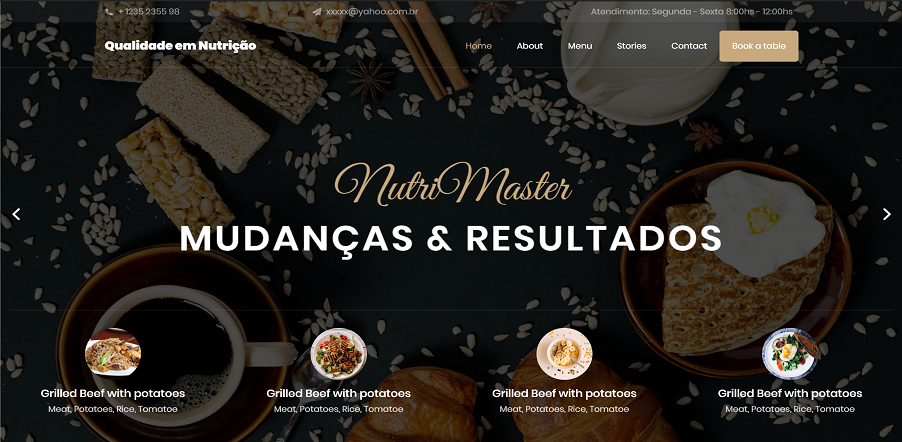 + 1235 2355 98
xxxxx@yahoo.com.br
Atendimento: Segunda - Sexta 8:00hs - 12:00hs
Qualidade em Nutrição
Home
About
Menu
Stories
Contact
Book a table
NutriMaster
MUDANÇAS & RESULTADOS
Grilled Beef with potatoes
Meat, Potatoes, Rice, Tomatoe
Grilled Beef with potatoes
Meat, Potatoes, Rice, Tomatoe
Grilled Beef with potatoes
Meat, Potatoes, Rice, Tomatoe
Grilled Beef with potatoes
Meat, Potatoes, Rice, Tomatoe